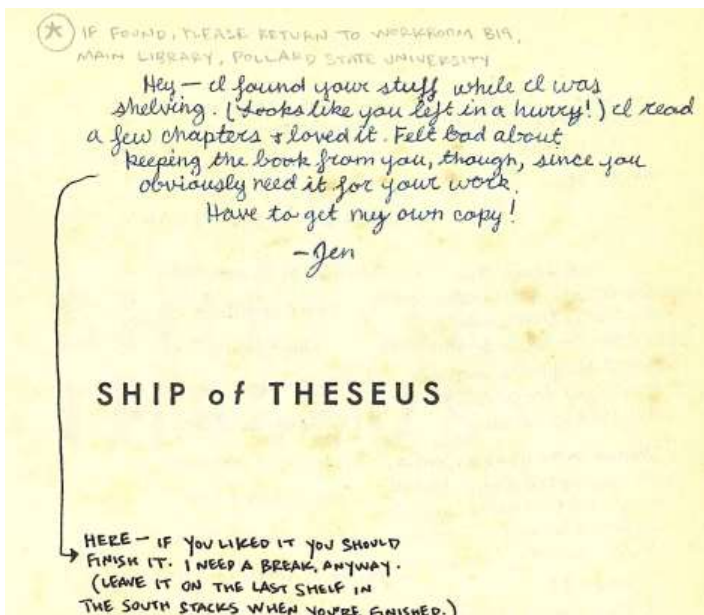 * IF FOUND, PLEASE RETURN TO WORKROOM B19,
MAIN LIBRARY, POLLARD STATE UNIVERSITY
Hey — I found your stuff while I was
shelving. (Looks like you left in a hurry!) I read
a few chapters + loved it. Felt bad about
keeping the book from you, though, since you
obviously need it for your work.
Have to get my own copy!
-Jen
SHIP of THESEUS
HERE — IF YOU LIKED IT YOU SHOULD
FINISH IT. I NEED A BREAK, ANYWAY.
(LEAVE IT ON THE LAST SHELF IN
THE SOUTH STACKS WHEN YOU'RE FINISHED.)